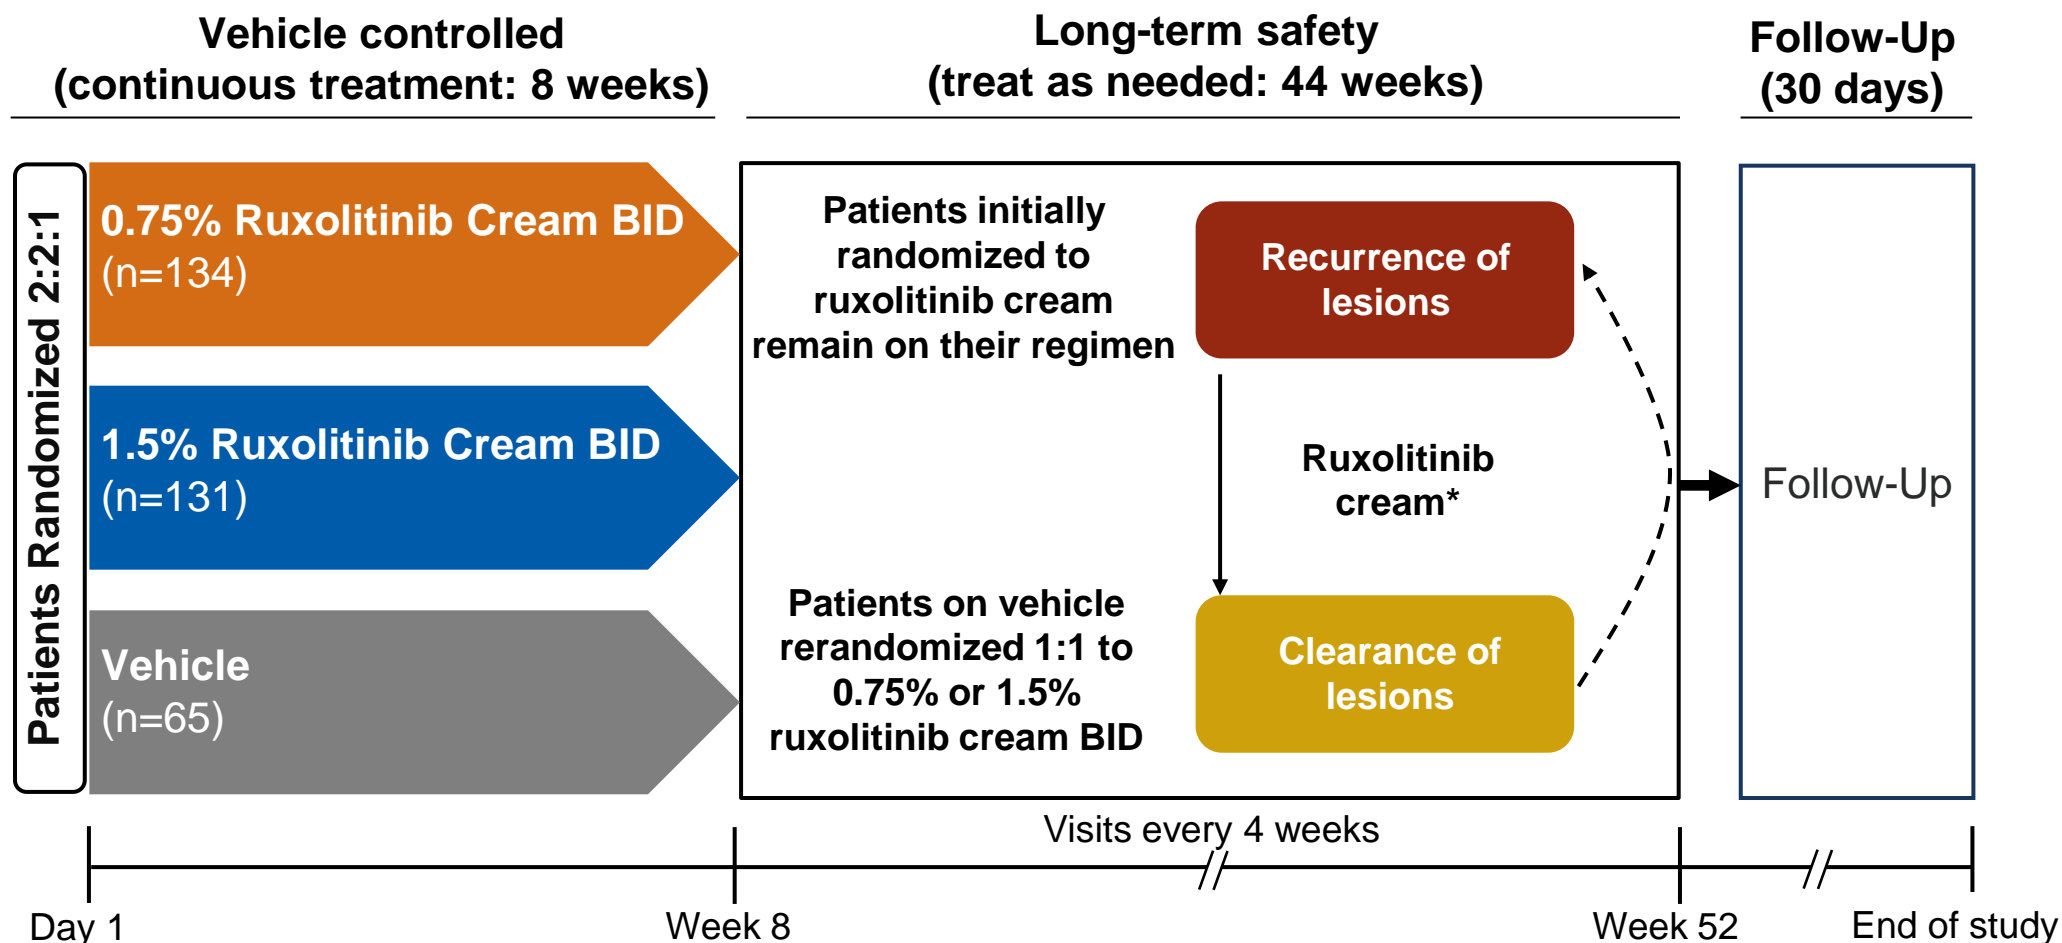 Vehicle controlled
(continuous treatment: 8 weeks)
Long-term safety
(treat as needed: 44 weeks)
Follow-Up
(30 days)
Patients Randomized 2:2:1
0.75% Ruxolitinib Cream BID
(n=134)
1.5% Ruxolitinib Cream BID
(n=131)
Vehicle
(n=65)
Patients initially
randomized to
ruxolitinib cream
remain on their regimen
Patients on vehicle
rerandomized 1:1 to
0.75% or 1.5%
ruxolitinib cream BID
Recurrence of
lesions
Ruxolitinib
cream*
Clearance of
lesions
Follow-Up
Visits every 4 weeks
Day 1
Week 8
Week 52
End of study